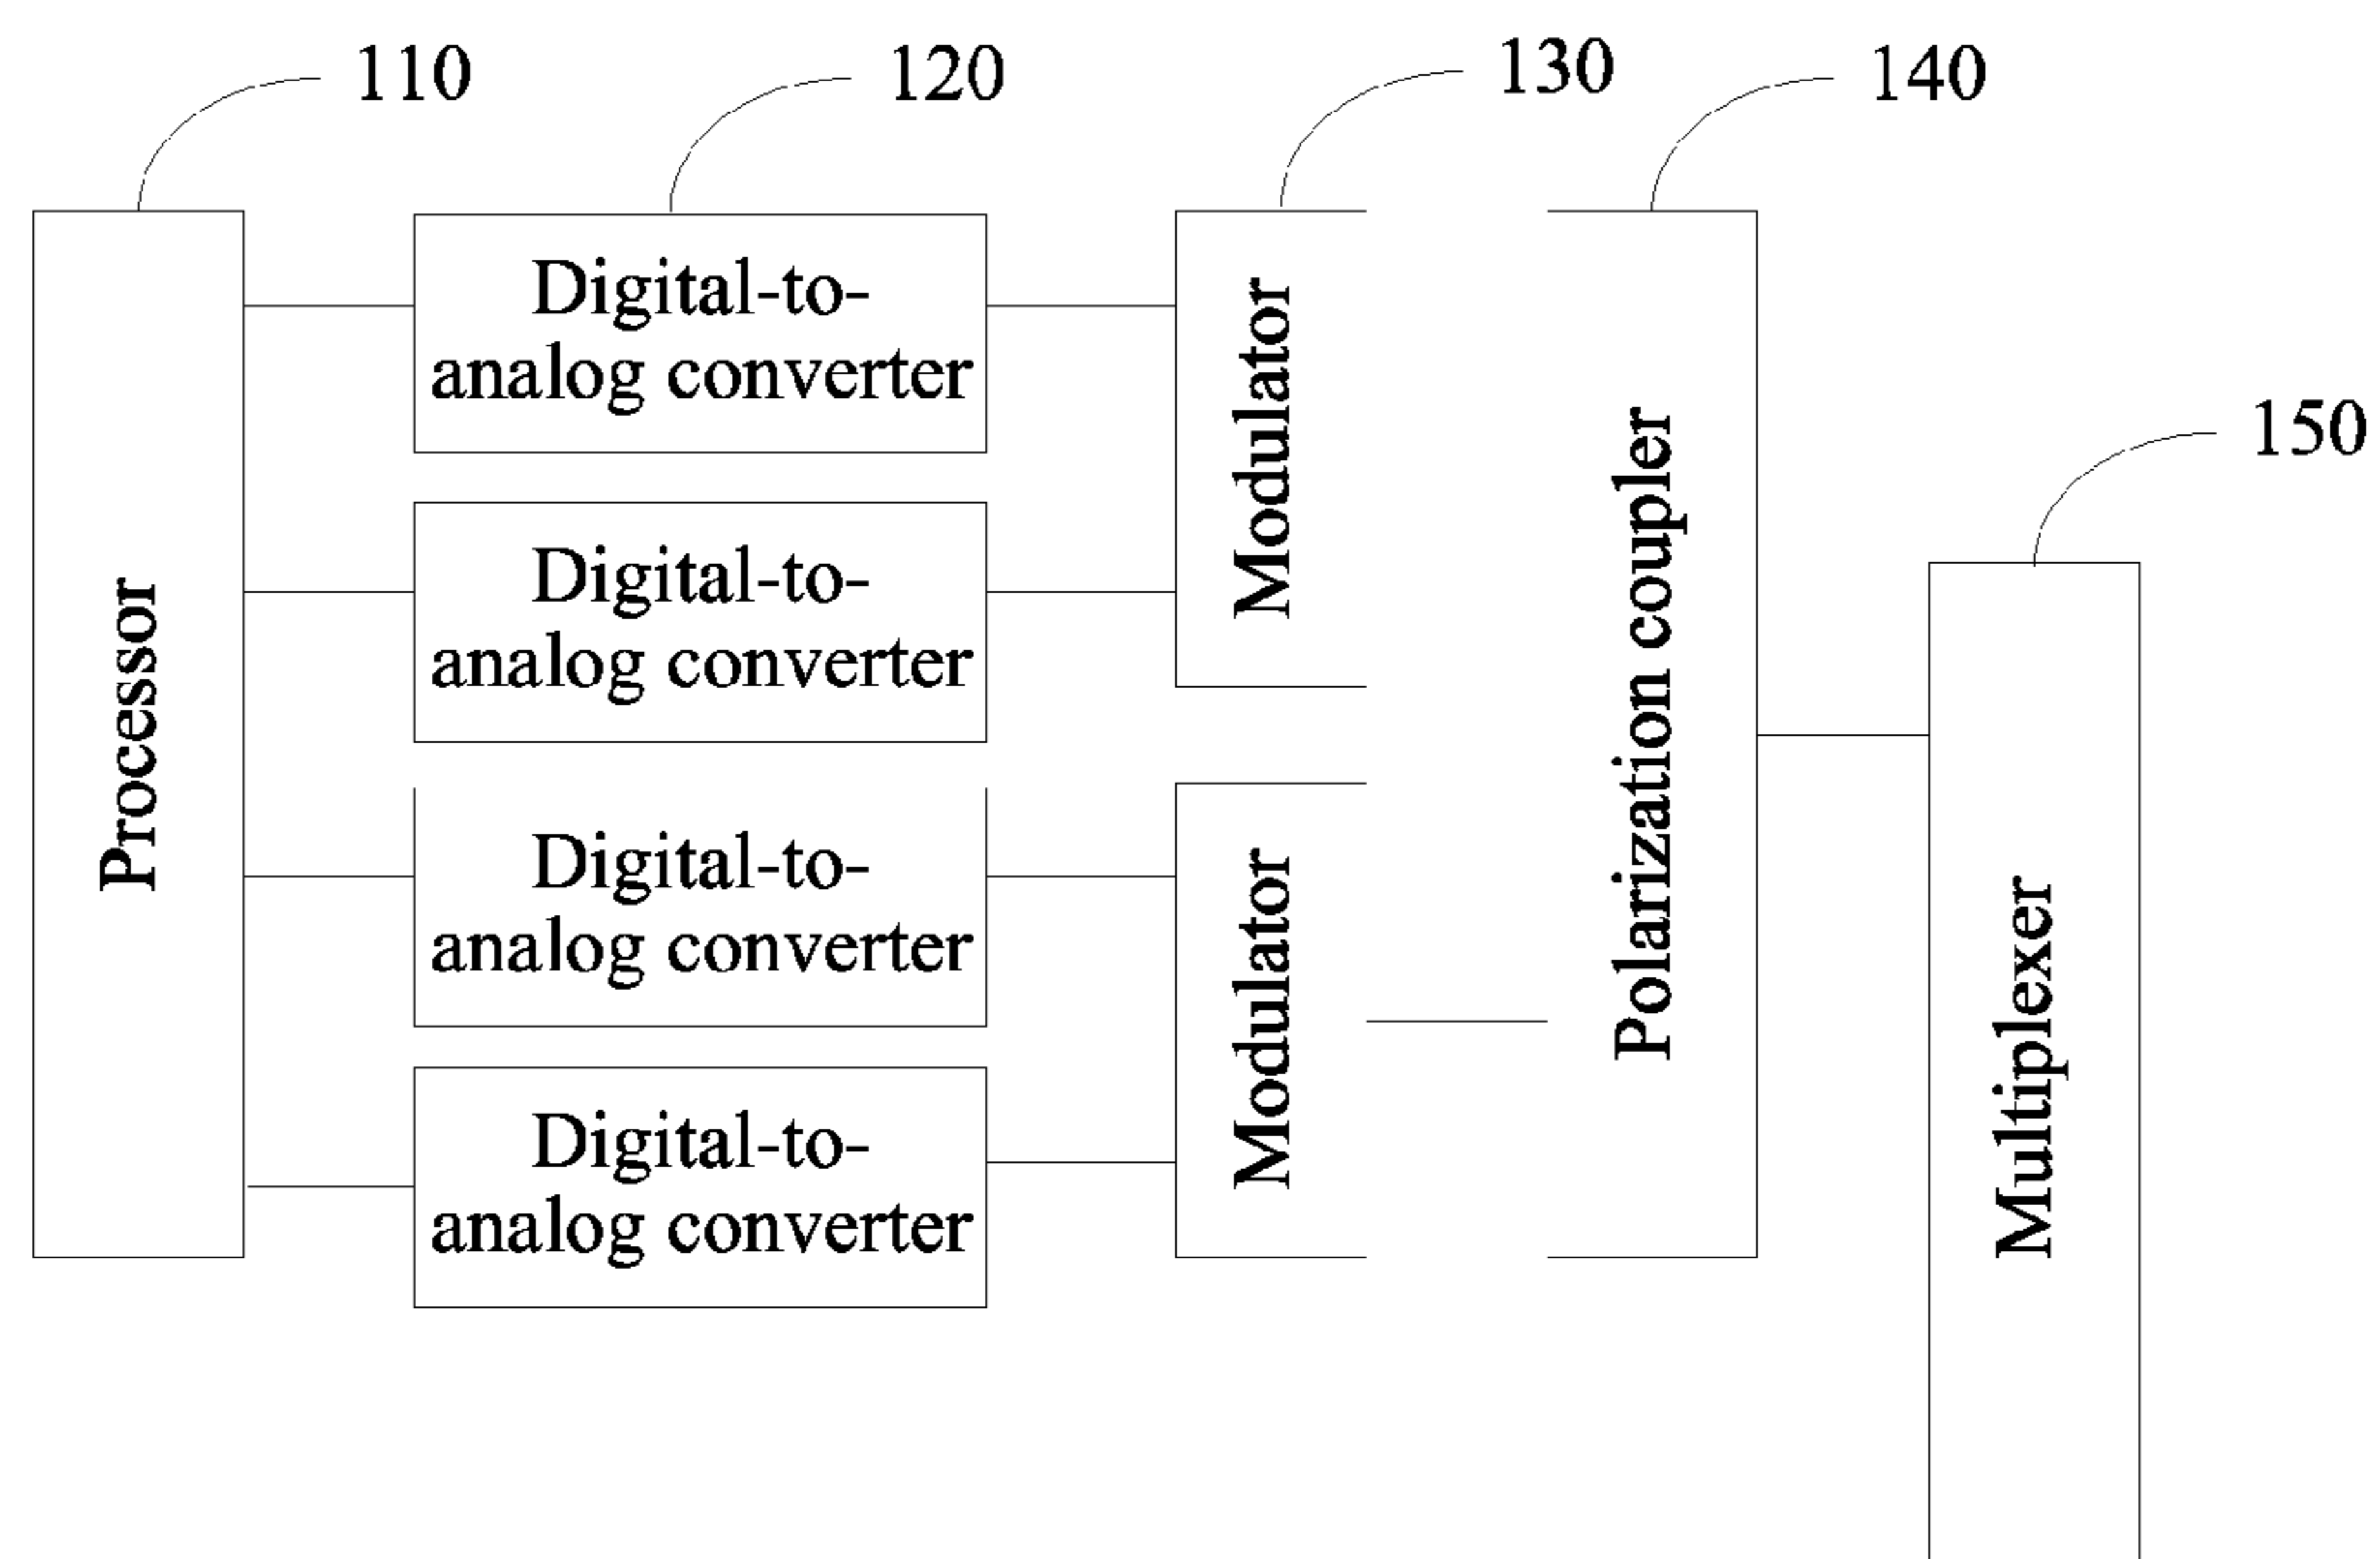 110
120
130
140
150
Processor
Digital-to-
analog converter
Digital-to-
analog converter
Digital-to-
analog converter
Digital-to-
analog converter
Modulator
Modulator
Polarization coupler
Multiplexer